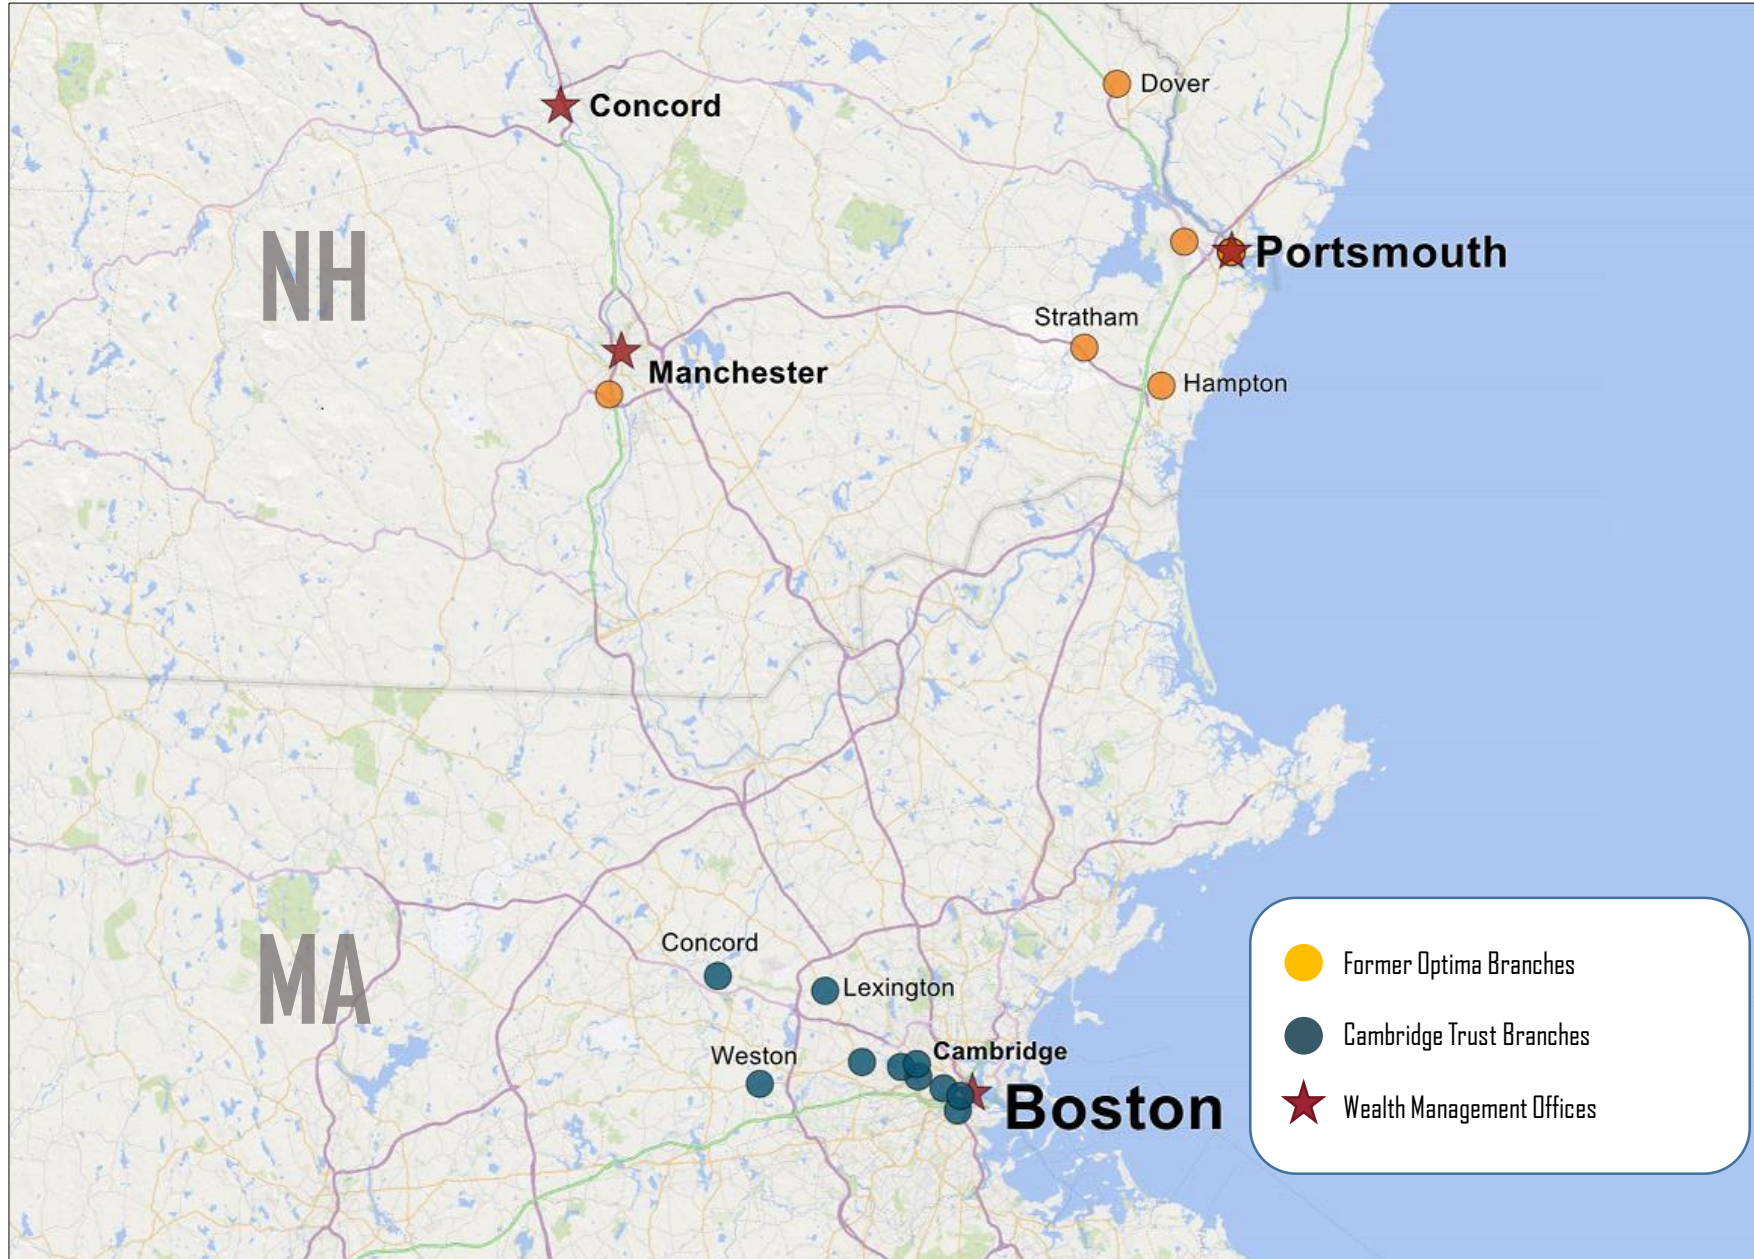 Dover
Concord
NH
Portsmouth
Stratham
Manchester
Hampton
MA
Concord
Lexington
Weston
Cambridge
Boston
Former Optima Branches
Cambridge Trust Branches
Wealth Management Offices